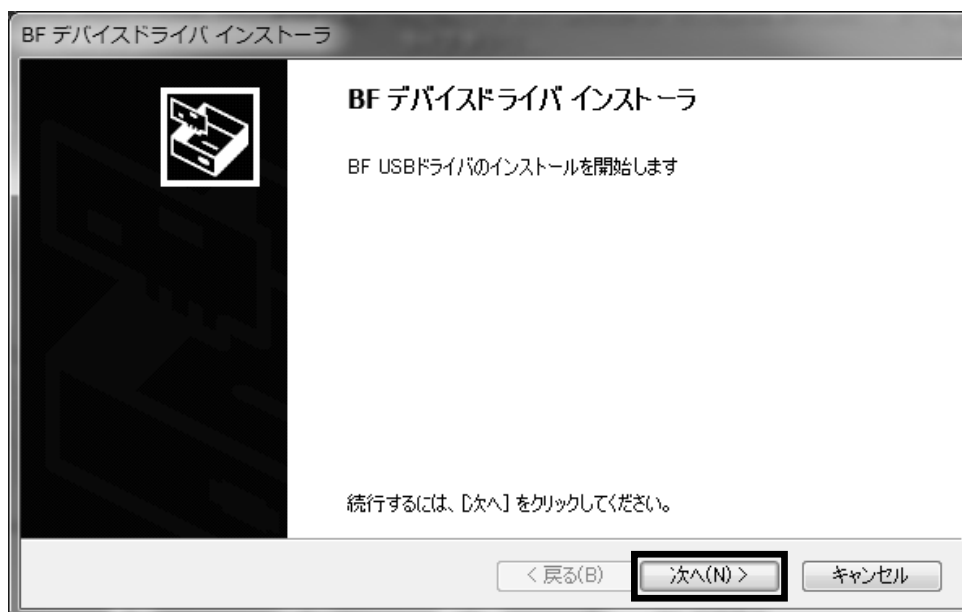 BF デバイスドライバ インストーラ
BF デバイスドライバ インストーラ
BF USBドライバのインストールを開始します
続行するには、[次へ] をクリックしてください。
< 戻る(B)
次へ(N) >
キャンセル